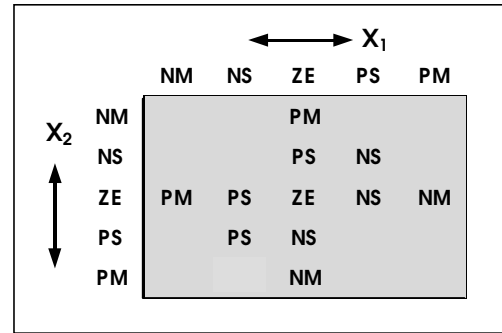 X1
NM NS ZE PS PM
X2
NM PM
NS PS NS
ZE PM PS ZE NS NM
PS PS NS
PM NM